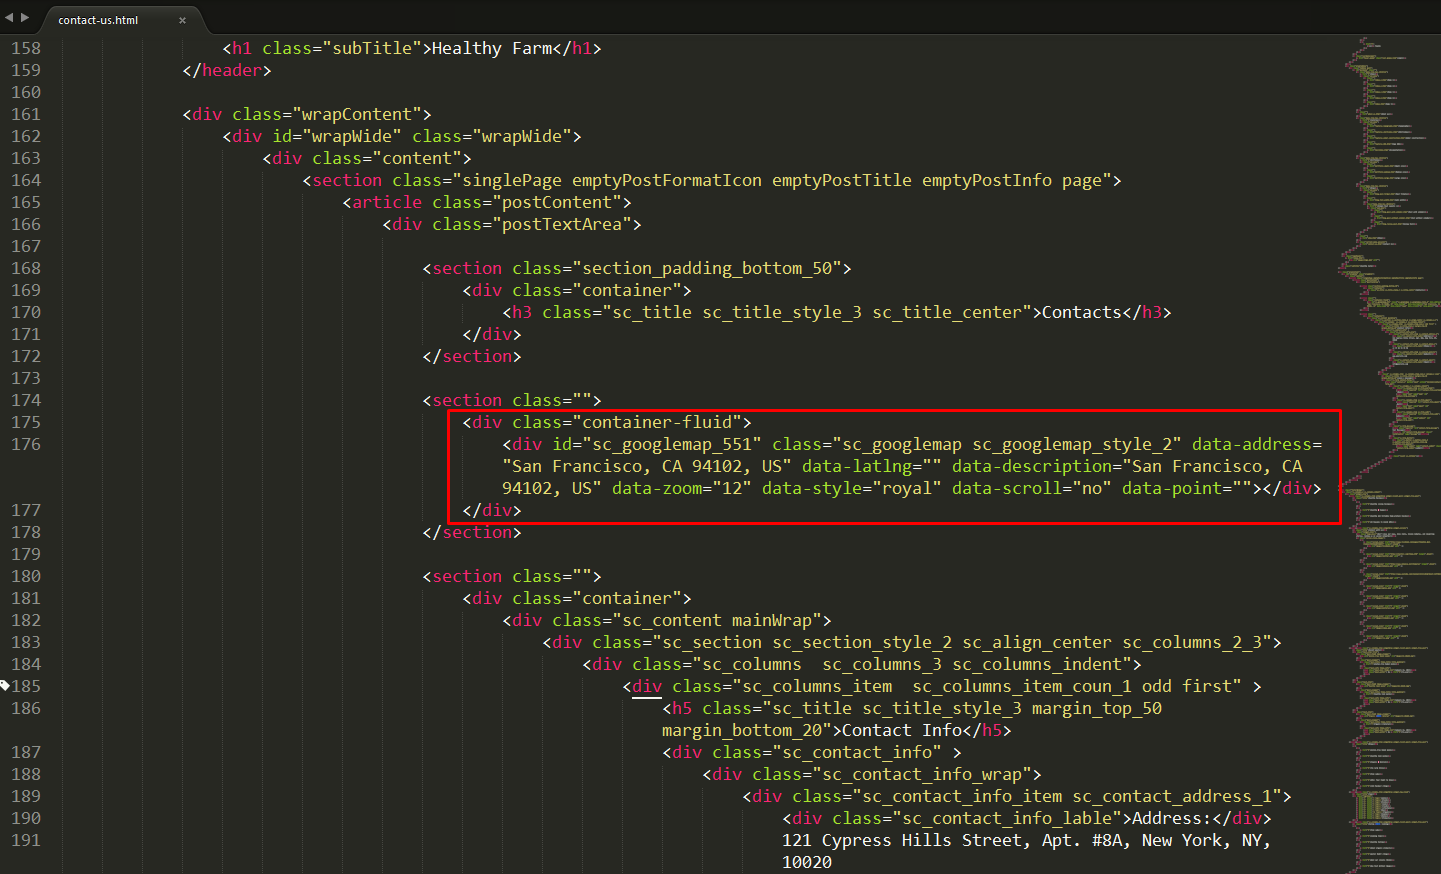 contact-us.html ×
158 <h1 class="subTitle">Healthy Farm</h1>
159 </header>
160
161 <div class="wrapContent">
162 <div id="wrapWide" class="wrapWide">
163 <div class="content">
164 <section class="singlePage emptyPostFormatIcon emptyPostTitle emptyPostInfo page">
165 <article class="postContent">
166 <div class="postTextArea">
167
168 <section class="section_padding_bottom_50">
169 <div class="container">
170 <h3 class="sc_title sc_title_style_3 sc_title_center">Contacts</h3>
171 </div>
172 </section>
173
174 <section class="">
175 <div class="container-fluid">
176 <div id="sc_googlemap_551" class="sc_googlemap sc_googlemap_style_2" data-address=
"San Francisco, CA 94102, US" data-latlng="" data-description="San Francisco, CA
94102, US" data-zoom="12" data-style="royal" data-scroll="no" data-point=""></div>
177 </div>
178 </section>
179
180 <section class="">
181 <div class="container">
182 <div class="sc_content mainWrap">
183 <div class="sc_section sc_section_style_2 sc_align_center sc_columns_2_3">
184 <div class="sc_columns  sc_columns_3 sc_columns_indent">
185 <div class="sc_columns_item  sc_columns_item_coun_1 odd first" >
186 <h5 class="sc_title sc_title_style_3 margin_top_50
margin_bottom_20">Contact Info</h5>
187 <div class="sc_contact_info" >
188 <div class="sc_contact_info_wrap">
189 <div class="sc_contact_info_item sc_contact_address_1">
190 <div class="sc_contact_info_lable">Address:</div>
191 121 Cypress Hills Street, Apt. #8A, New York, NY,
10020